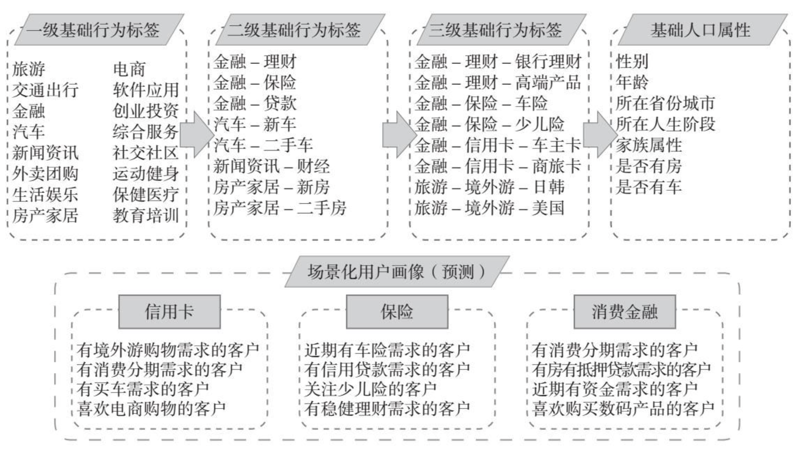 一级基础行为标签
旅游 电商
交通出行 软件应用
金融 创业投资
汽车 综合服务
新闻资讯 社交社区
外卖团购 运动健身
生活娱乐 保健医疗
房产家居 教育培训
二级基础行为标签
金融－理财
金融－保险
金融－贷款
汽车－新车
汽车－二手车
新闻资讯－财经
房产家居－新房
房产家居－二手房
三级基础行为标签
金融－理财－银行理财
金融－理财－高端产品
金融－保险－车险
金融－保险－少儿险
金融－信用卡－车主卡
金融－信用卡－商旅卡
旅游－境外游－日韩
旅游－境外游－美国
基础人口属性
性别
年龄
所在省份城市
所在人生阶段
家族属性
是否有房
是否有车
场景化用户画像（预测）
信用卡
有境外游购物需求的客户
有消费分期需求的客户
有买车需求的客户
喜欢电商购物的客户
保险
近期有车险需求的客户
有信用贷款需求的客户
关注少儿险的客户
有稳健理财需求的客户
消费金融
有消费分期需求的客户
有房有抵押贷款需求的客户
近期有资金需求的客户
喜欢购买数码产品的客户